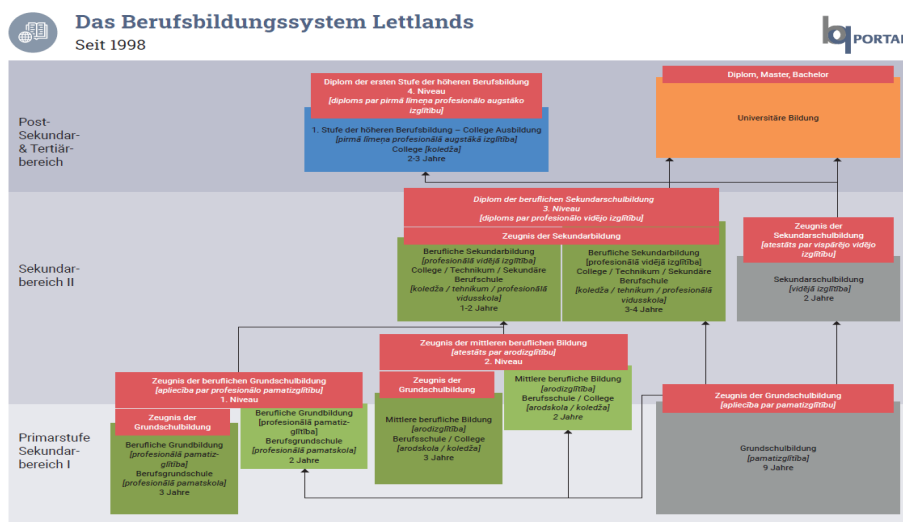 Das Berufsbildungssystem Lettlands
Seit 1998
bq PORTAL
Post-
Sekundar-
& Tertiär-
bereich
Diplom der ersten Stufe der höheren Berufsbildung
4. Niveau
[diploms par pirmā līmeņa profesionālo augstāko
izglītību]
1. Stufe der höheren Berufsbildung – College Ausbildung
[pirmā līmeņa profesionālā augstākā izglītība]
College [koledža]
2-3 Jahre
Diplom, Master, Bachelor
Universitäre Bildung
Sekundar-
bereich II
Diplom der beruflichen Sekundarschulbildung
3. Niveau
[diploms par profesionālo vidējo izglītību]
Zeugnis der Sekundarbildung
Berufliche Sekundarbildung
[profesionālā vidējā izglītība]
College / Technikum / Sekundäre
Berufschule
[koledža / tehnikum / profesionālā
vidusskola]
1-2 Jahre
Berufliche Sekundarbildung
[profesionālā vidējā izglītība]
College / Technikum / Sekundäre
Berufschule
[koledža / tehnikum / profesionālā
vidusskola]
3-4 Jahre
Zeugnis der
Sekundarschulbildung
[atestāts par vispārējo vidējo
izglītību]
Sekundarschulbildung
[vidējā izglītība]
2 Jahre
Zeugnis der mittleren beruflichen Bildung
[atestāts par arodizglītību]
2. Niveau
Zeugnis der
Grundschulbildung
Mittlere berufliche Bildung
[arodizglītība]
Berufsschule / College
[arodskola / koledža]
3 Jahre
Mittlere berufliche Bildung
[arodizglītība]
Berufsschule / College
[arodskola / koledža]
2 Jahre
Primarstufe
Sekundar-
bereich I
Zeugnis der beruflichen Grundschulbildung
[apliecība par profesionālo pamatizglītību]
1. Niveau
Zeugnis der
Grundschulbildung
Berufliche Grundbildung
[profesionālā pamatiz-
glītība]
Berufsgrundschule
[profesionālā pamatskola]
3 Jahre
Berufliche Grundbildung
[profesionālā pamatiz-
glītība]
Berufsgrundschule
[profesionālā pamatskola]
2 Jahre
Zeugnis der Grundschulbildung
[apliecība par pamatizglītību]
Grundschulbildung
[pamatizglītība]
9 Jahre